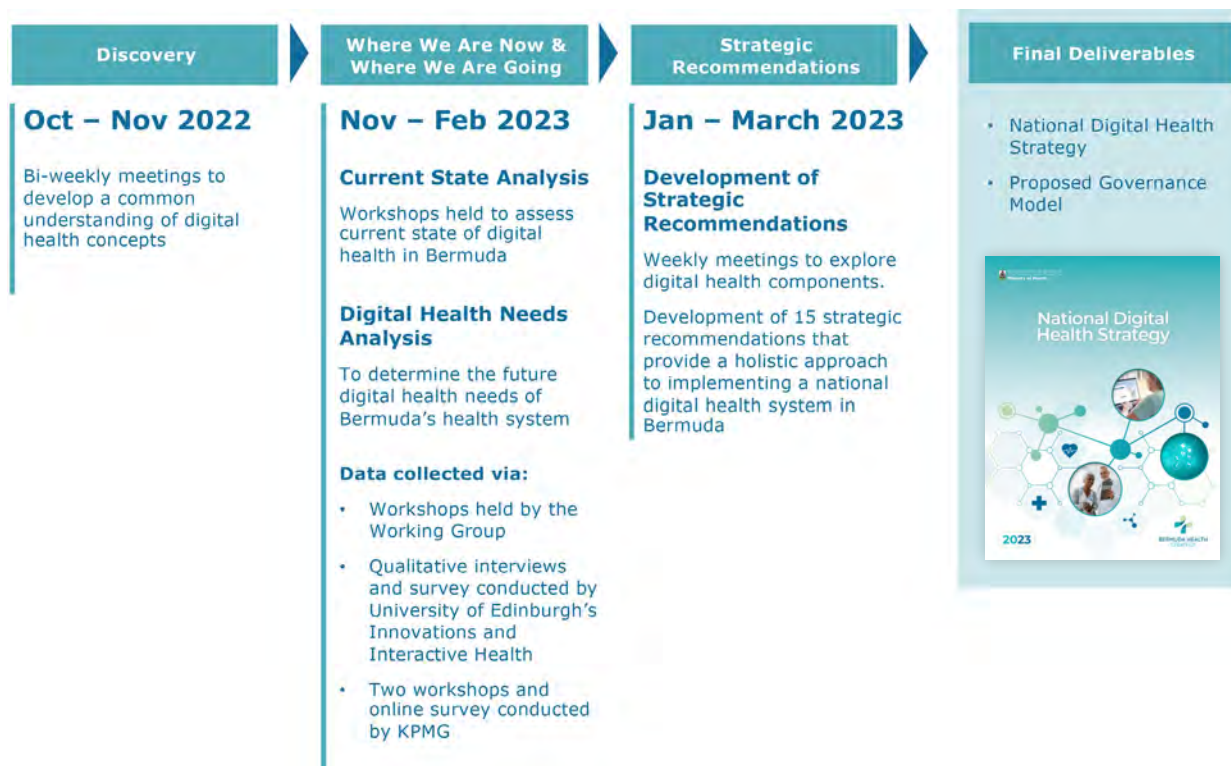 Discovery
Where We Are Now &
Where We Are Going
Strategic
Recommendations
Final Deliverables
Oct – Nov 2022
Bi-weekly meetings to
develop a common
understanding of digital
health concepts
Nov – Feb 2023
Current State Analysis
Workshops held to assess
current state of digital
health in Bermuda
Digital Health Needs
Analysis
To determine the future
digital health needs of
Bermuda's health system
Data collected via:
• Workshops held by the
Working Group
• Qualitative interviews
and survey conducted by
University of Edinburgh's
Innovations and
Interactive Health
• Two workshops and
online survey conducted
by KPMG
Jan – March 2023
Development of
Strategic
Recommendations
Weekly meetings to explore
digital health components.
Development of 15 strategic
recommendations that
provide a holistic approach
to implementing a national
digital health system in
Bermuda
• National Digital Health
Strategy
• Proposed Governance
Model
National Digital
Health Strategy
2023
BERMUDA HEALTH